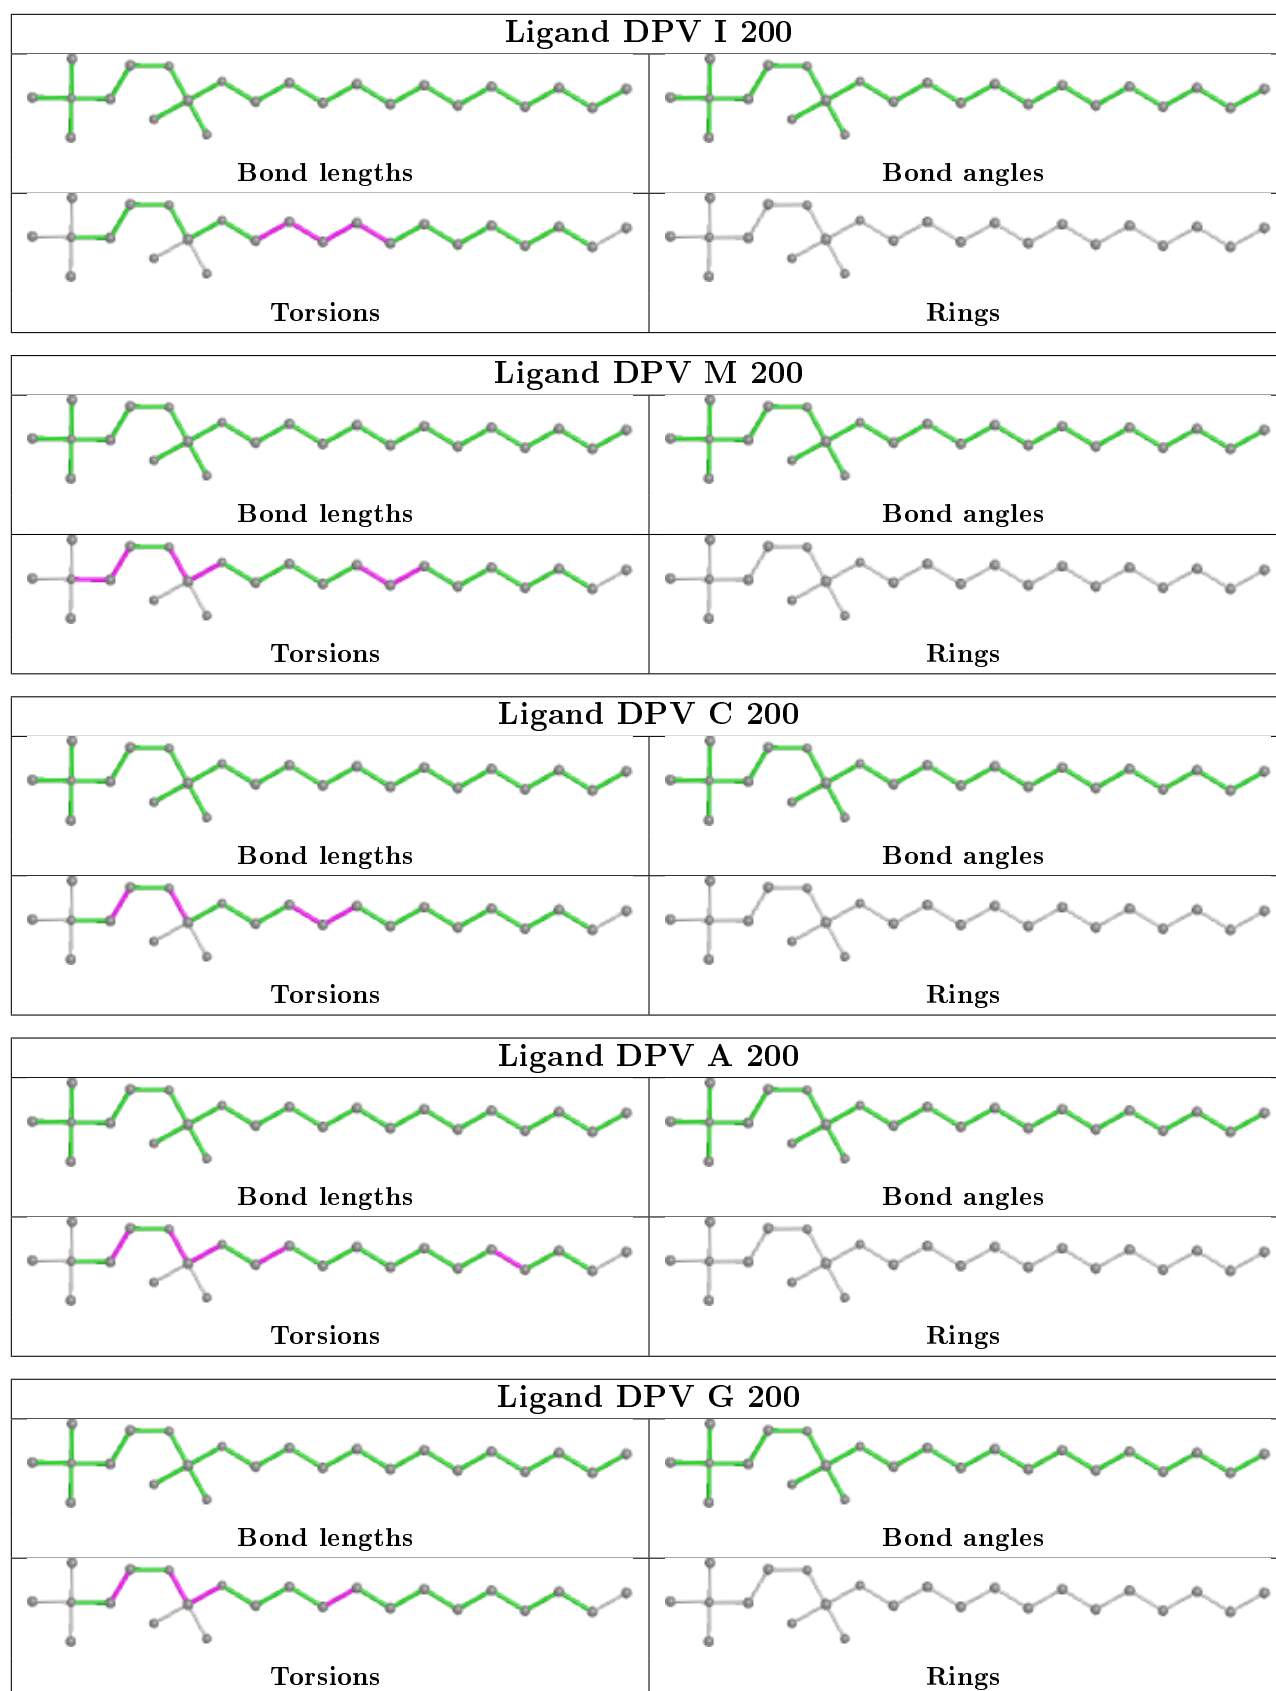 Ligand DPV I 200
Bond lengths
Bond angles
Torsions
Rings
Ligand DPV M 200
Bond lengths
Bond angles
Torsions
Rings
Ligand DPV C 200
Bond lengths
Bond angles
Torsions
Rings
Ligand DPV A 200
Bond lengths
Bond angles
Torsions
Rings
Ligand DPV G 200
Bond lengths
Bond angles
Torsions
Rings